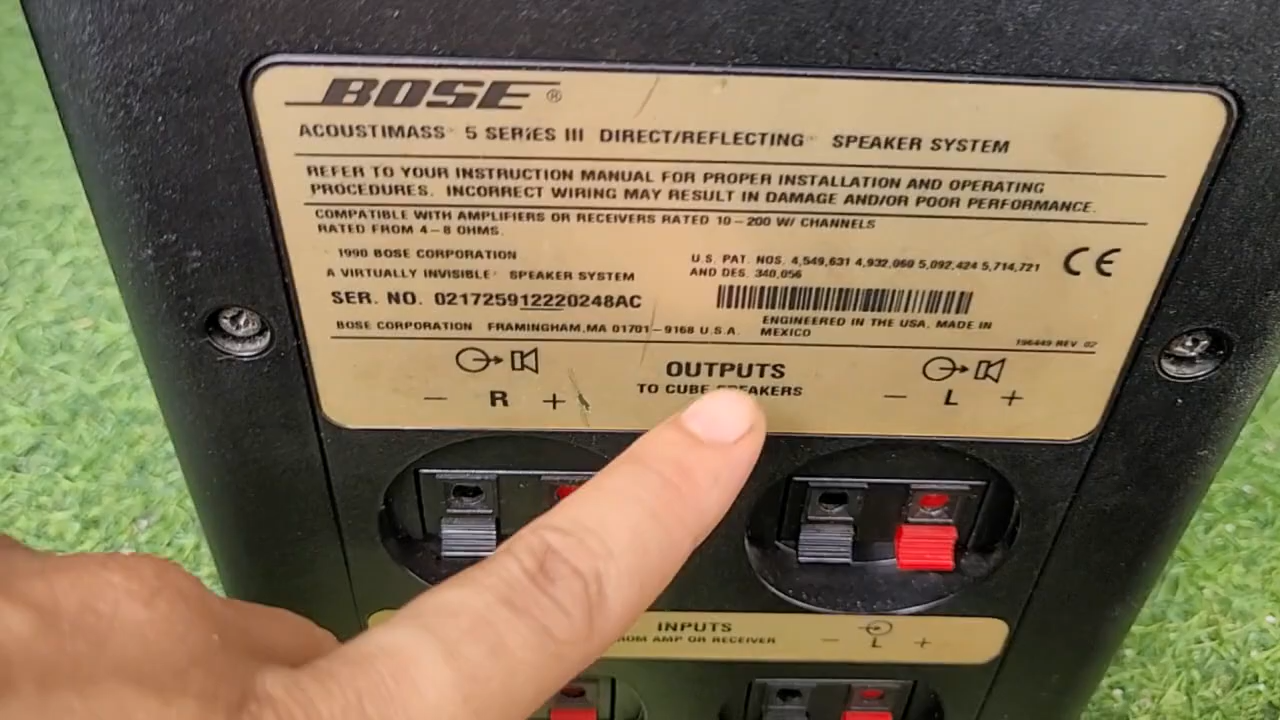 BOSE®
ACOUSTIMASS 5 SERIES III DIRECT/REFLECTING SPEAKER SYSTEM
REFER TO YOUR INSTRUCTION MANUAL FOR PROPER INSTALLATION AND OPERATING
PROCEDURES. INCORRECT WIRING MAY RESULT IN DAMAGE AND/OR POOR PERFORMANCE.
COMPATIBLE WITH AMPLIFIERS OR RECEIVERS RATED 10-200 W/ CHANNELS
RATED FROM 4-8 OHMS.
1990 BOSE CORPORATION
A VIRTUALLY INVISIBLE SPEAKER SYSTEM
SER. NO. 021725912220248AC
U.S. PAT. NOS. 4,549,631 4,932,060 5,092,424 5,714,721
AND DES. 340,056
CE
BOSE CORPORATION FRAMINGHAM,MA 01701-9168 U.S.A.
ENGINEERED IN THE USA. MADE IN
MEXICO
196449 REV 02
OUTPUTS
TO CUBE SPEAKERS
- R +
- L +
INPUTS
FROM AMP OR RECEIVER
- L +